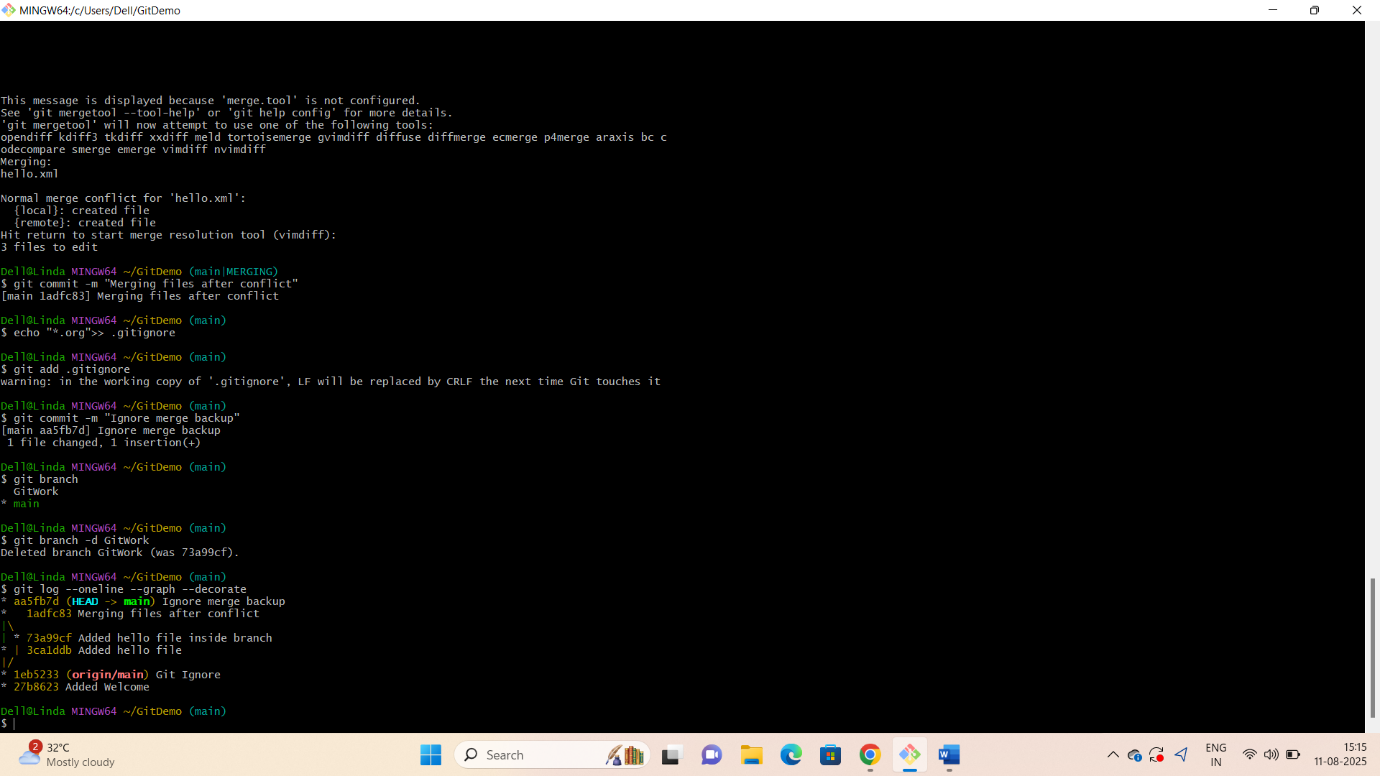 MINGW64:/c/Users/Dell/GitDemo
This message is displayed because 'merge.tool' is not configured.
See 'git mergetool --tool-help' or 'git help config' for more details.
'git mergetool' will now attempt to use one of the following tools:
opendiff kdiff3 tkdiff xxdiff meld tortoisemerge gvimdiff diffuse diffmerge ecmerge p4merge araxis bc c
odecompare smerge emerge vimdiff nvimdiff
Merging:
hello.xml
Normal merge conflict for 'hello.xml':
  {local}: created file
  {remote}: created file
Hit return to start merge resolution tool (vimdiff):
3 files to edit
Dell@Linda MINGW64 ~/GitDemo (main|MERGING)
$ git commit -m "Merging files after conflict"
[main 1adfc83] Merging files after conflict
Dell@Linda MINGW64 ~/GitDemo (main)
$ echo "*.org">> .gitignore
Dell@Linda MINGW64 ~/GitDemo (main)
$ git add .gitignore
warning: in the working copy of '.gitignore', LF will be replaced by CRLF the next time Git touches it
Dell@Linda MINGW64 ~/GitDemo (main)
$ git commit -m "Ignore merge backup"
[main aa5fb7d] Ignore merge backup
 1 file changed, 1 insertion(+)
Dell@Linda MINGW64 ~/GitDemo (main)
$ git branch
  GitWork
* main
Dell@Linda MINGW64 ~/GitDemo (main)
$ git branch -d GitWork
Deleted branch GitWork (was 73a99cf).
Dell@Linda MINGW64 ~/GitDemo (main)
$ git log --oneline --graph --decorate
* aa5fb7d (HEAD -> main) Ignore merge backup
*   1adfc83 Merging files after conflict
|\
| * 73a99cf Added hello file inside branch
* | 3ca1ddb Added hello file
|/
* 1eb5233 (origin/main) Git Ignore
* 27b8623 Added Welcome
Dell@Linda MINGW64 ~/GitDemo (main)
$
2
32°C
Mostly cloudy
Search
ENG
IN
15:15
11-08-2025